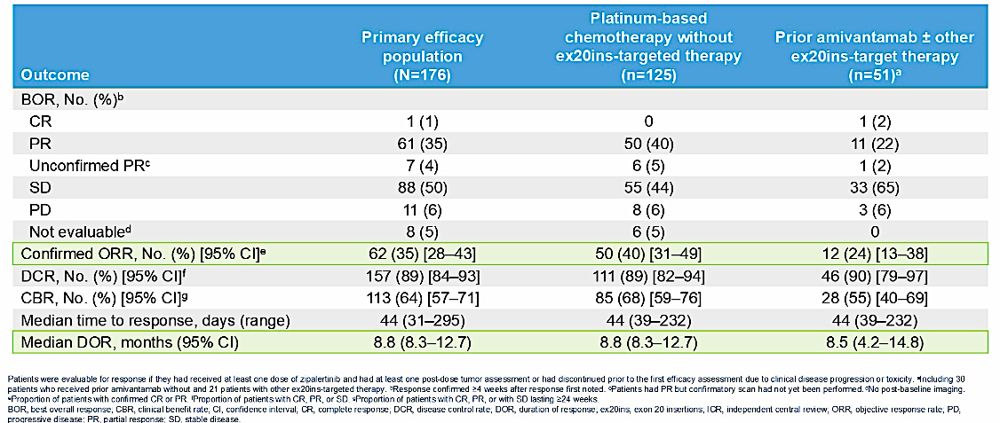 Outcome Primary efficacy population (N=176) Platinum-based chemotherapy without ex20ins-targeted therapy (n=125) Prior amivantamab ± other ex20ins-target therapy (n=51)ᵃ
BOR, No. (%)ᵇ
CR 1 (1) 0 1 (2)
PR 61 (35) 50 (40) 11 (22)
Unconfirmed PRᶜ 7 (4) 6 (5) 1 (2)
SD 88 (50) 55 (44) 33 (65)
PD 11 (6) 8 (6) 3 (6)
Not evaluableᵈ 8 (5) 6 (5) 0
Confirmed ORR, No. (%) [95% CI]ᵉ 62 (35) [28–43] 50 (40) [31–49] 12 (24) [13–38]
DCR, No. (%) [95% CI]ᶠ 157 (89) [84–93] 111 (89) [82–94] 46 (90) [79–97]
CBR, No. (%) [95% CI]ᵍ 113 (64) [57–71] 85 (68) [59–76] 28 (55) [40–69]
Median time to response, days (range) 44 (31–295) 44 (39–232) 44 (39–232)
Median DOR, months (95% CI) 8.8 (8.3–12.7) 8.8 (8.3–12.7) 8.5 (4.2–14.8)
Patients were evaluable for response if they had received at least one dose of zipalertinib and had at least one post-dose tumor assessment or had discontinued prior to the first efficacy assessment due to clinical disease progression or toxicity. ᵃIncluding 30
patients who received prior amivantamab without and 21 patients with other ex20ins-targeted therapy. ᵇResponse confirmed ≥4 weeks after response first noted. ᶜPatients had PR but confirmatory scan had not yet been performed. ᵈNo post-baseline imaging.
ᵉProportion of patients with confirmed CR or PR. ᶠProportion of patients with CR, PR, or SD. ᵍProportion of patients with CR, PR, or with SD lasting ≥24 weeks.
BOR, best overall response; CBR, clinical benefit rate; CI, confidence interval; CR, complete response; DCR, disease control rate; DOR, duration of response; ex20ins, exon 20 insertions; ICR, independent central review; ORR, objective response rate; PD,
progressive disease; PR, partial response; SD, stable disease.